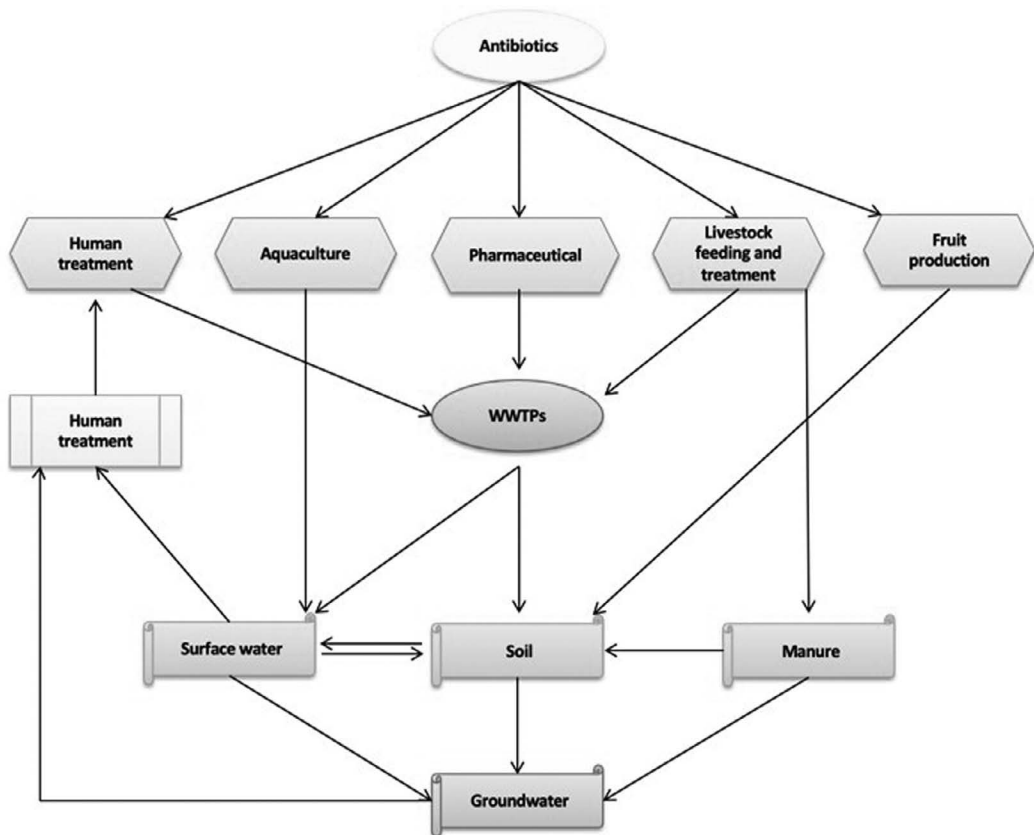 Antibiotics
Human
treatment
Aquaculture
Pharmaceutical
Livestock
feeding and
treatment
Fruit
production
Human
treatment
WWTPs
Surface water
Soil
Manure
Groundwater